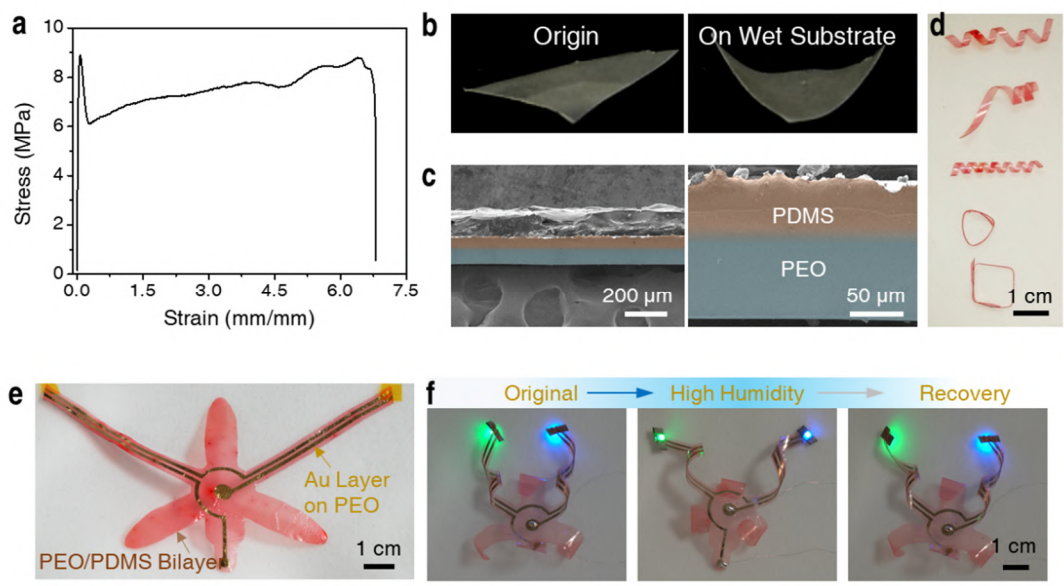 a
10
8
6
4
2
0
Stress (MPa)
0.0 1.5 3.0 4.5 6.0 7.5
Strain (mm/mm)
b
Origin
On Wet Substrate
c
200 µm
PDMS
PEO
50 µm
d
1 cm
e
Au Layer
on PEO
PEO/PDMS Bilayer
1 cm
f
Original
High Humidity
Recovery
1 cm